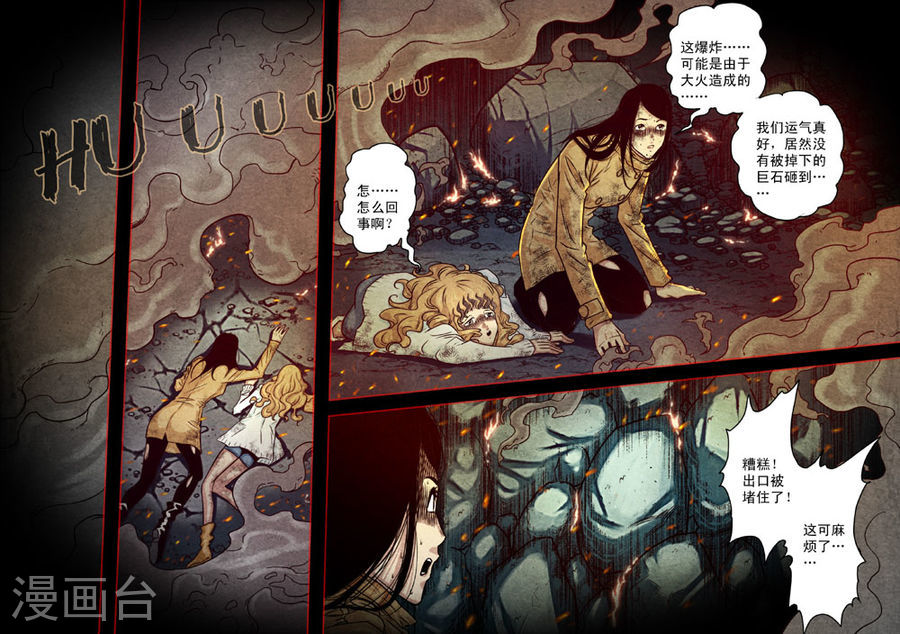 HU U U U U U U
怎……
怎么回
事啊？
这爆炸……
可能是由于
大火造成的
……
我们运气真
好，居然没
有被掉下的
巨石砸到…
…
糟糕！
出口被
堵住了！
这可麻
烦了…
…
漫画台